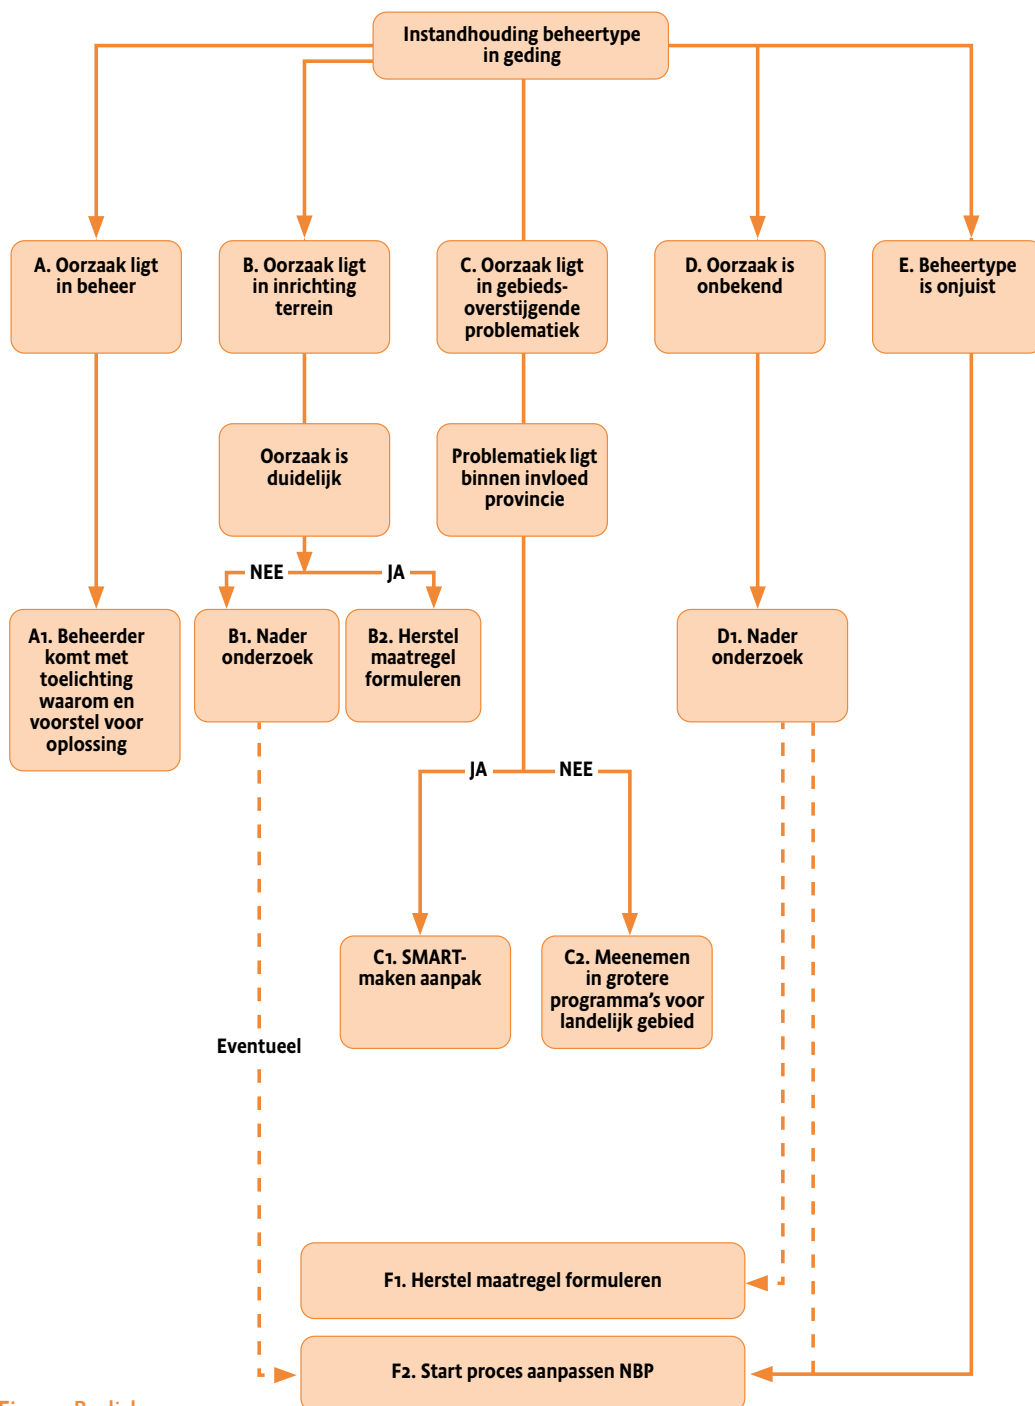 Instandhouding beheertype
in geding
A. Oorzaak ligt
in beheer
B. Oorzaak ligt
in inrichting
terrein
C. Oorzaak ligt
in gebieds-
overstijgende
problematiek
D. Oorzaak is
onbekend
E. Beheertype
is onjuist
Oorzaak is
duidelijk
Problematiek ligt
binnen invloed
provincie
NEE
JA
A1. Beheerder
komt met
toelichting
waarom en
voorstel voor
oplossing
B1. Nader
onderzoek
B2. Herstel
maatregel
formuleren
D1. Nader
onderzoek
JA
NEE
C1. SMART-
maken aanpak
C2. Meenemen
in grotere
programma's voor
landelijk gebied
Eventueel
F1. Herstel maatregel formuleren
F2. Start proces aanpassen NBP